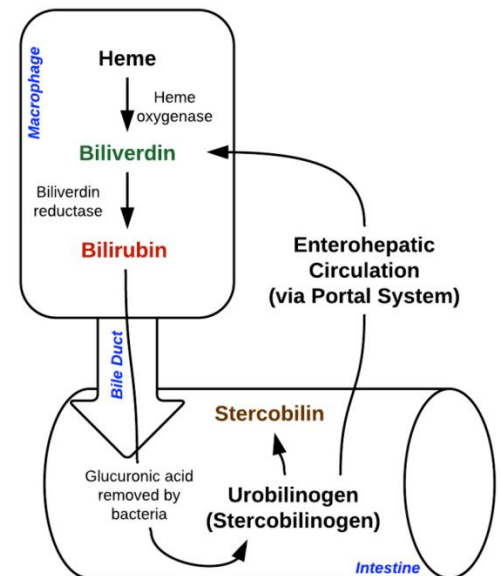 Macrophage
Heme
Heme
oxygenase
Biliverdin
Biliverdin
reductase
Bilirubin
Enterohepatic
Circulation
(via Portal System)
Bile Duct
Stercobilin
Glucuronic acid
removed by
bacteria
Urobilinogen
(Stercobilinogen)
Intestine